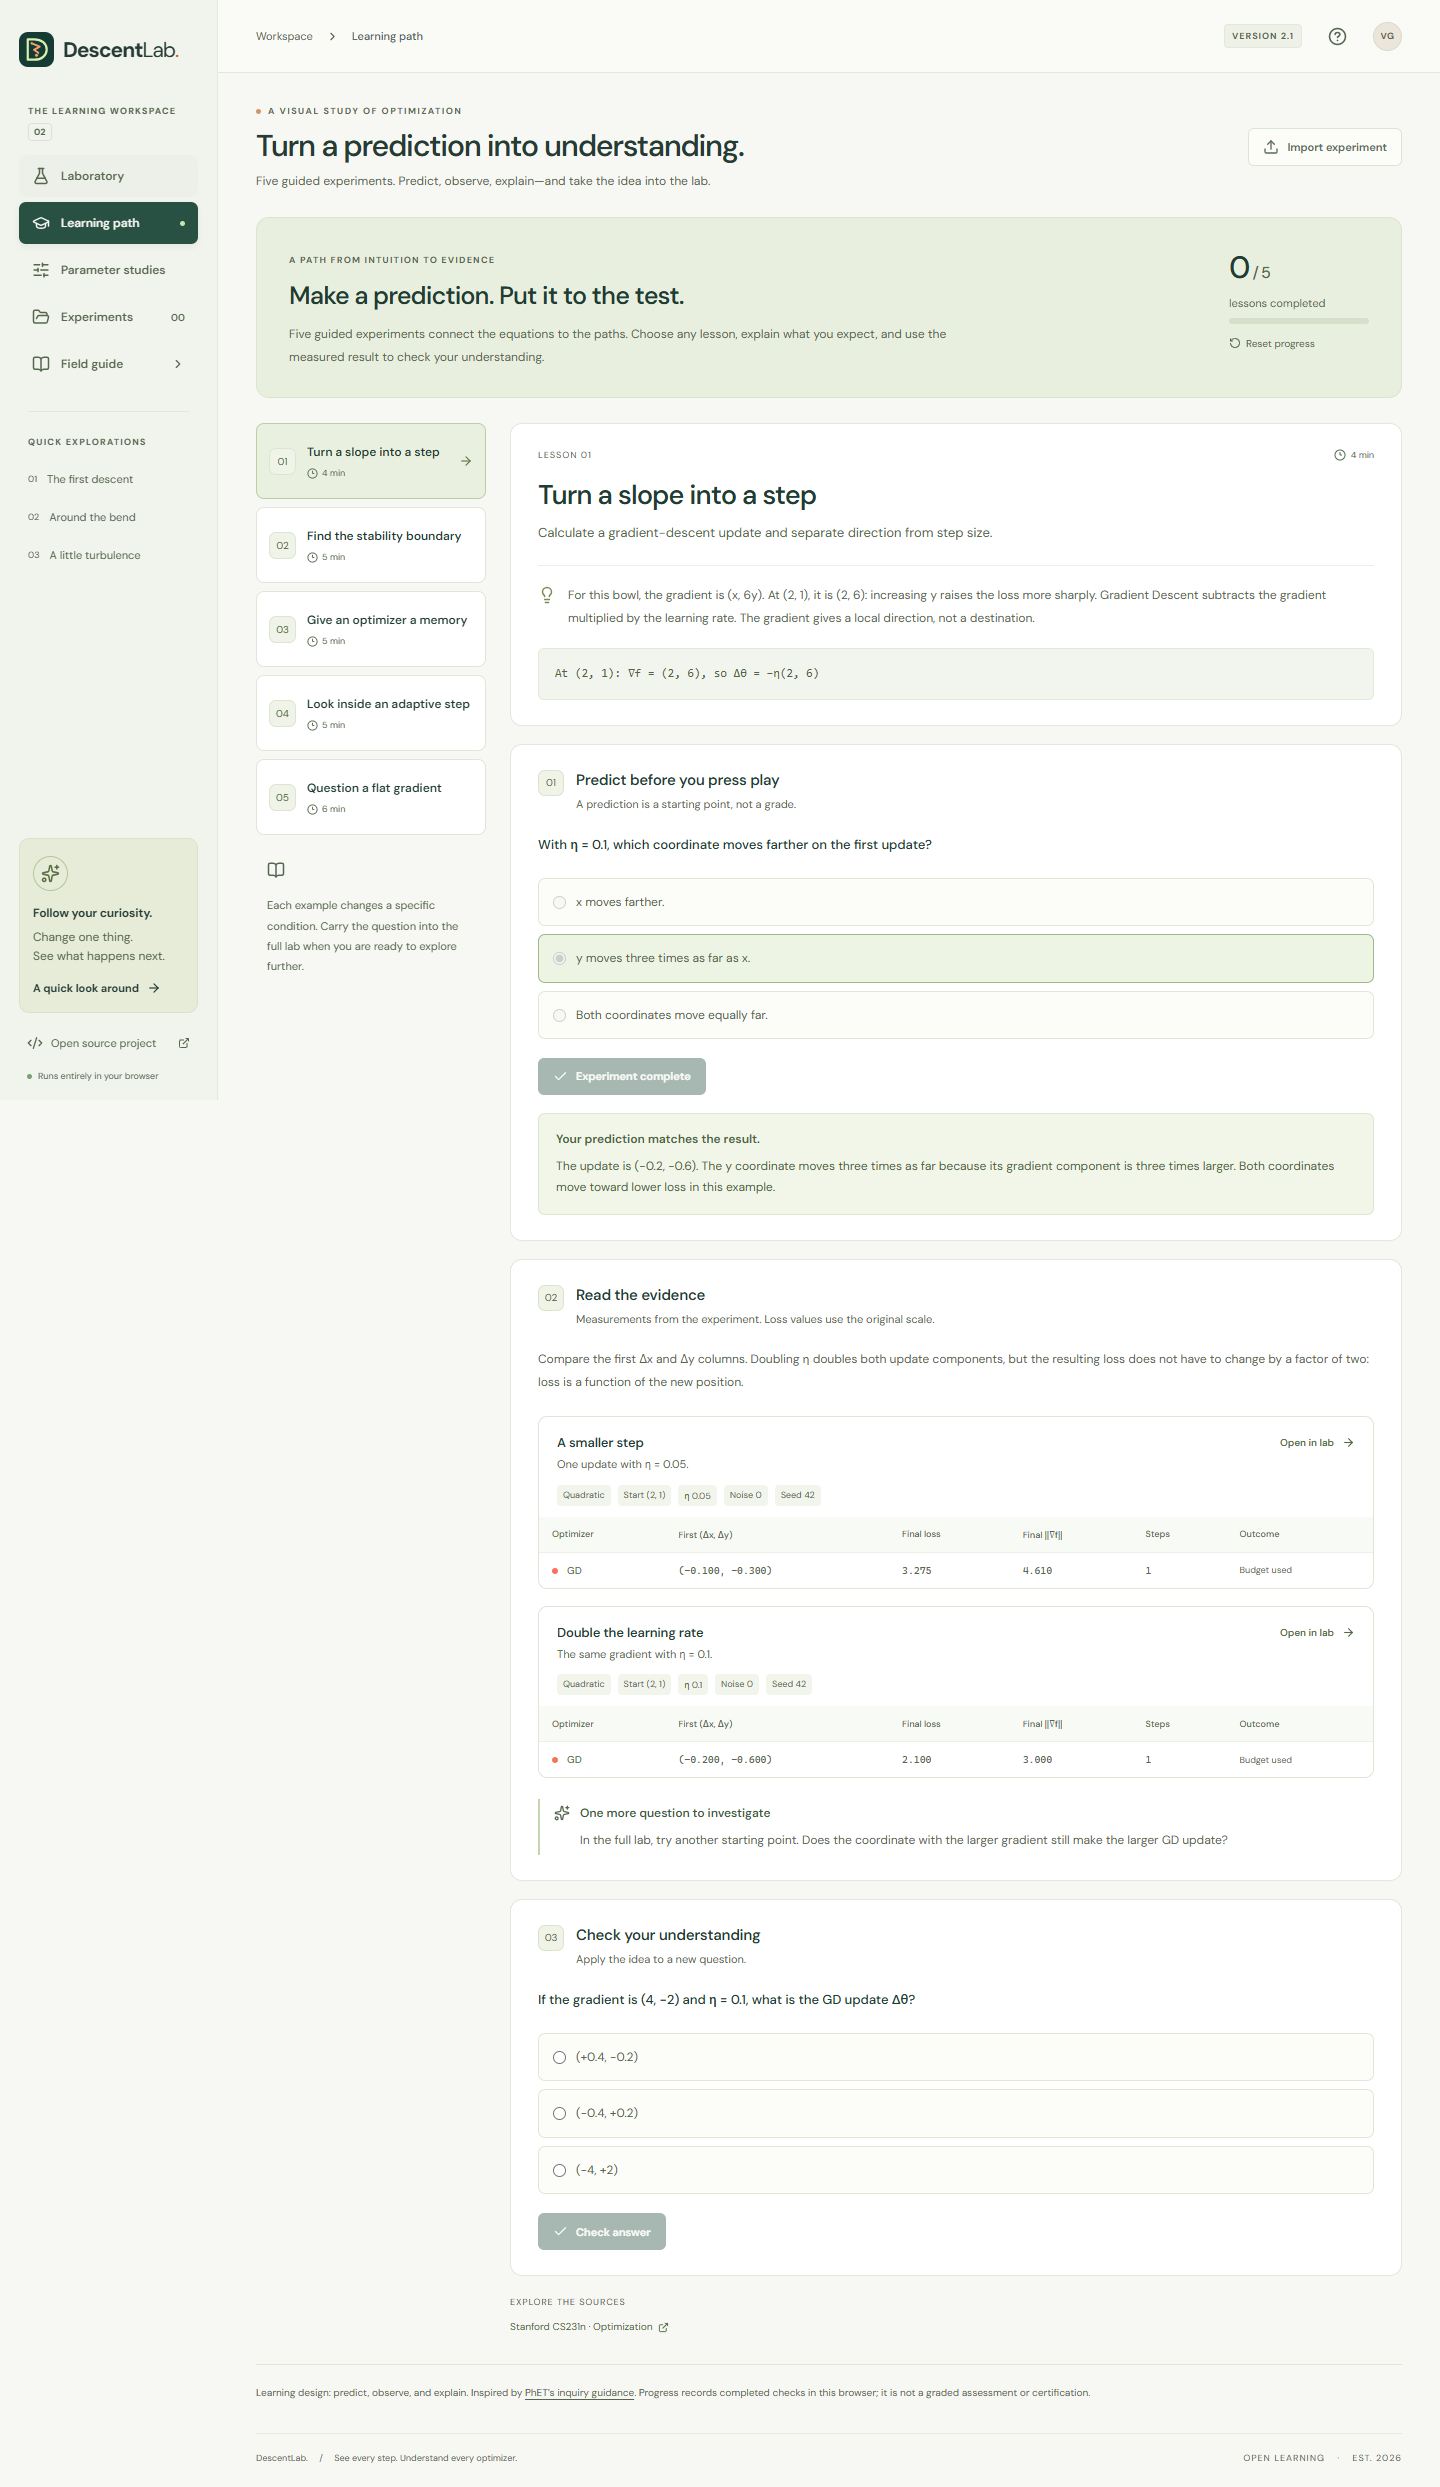 DescentLab.
THE LEARNING WORKSPACE
02
Laboratory
Learning path
Parameter studies
Experiments 00
Field guide
QUICK EXPLORATIONS
01 The first descent
02 Around the bend
03 A little turbulence
Follow your curiosity.
Change one thing.
See what happens next.
A quick look around
Open source project
Runs entirely in your browser
Workspace
Learning path
VERSION 2.1
VG
A VISUAL STUDY OF OPTIMIZATION
Turn a prediction into understanding.
Five guided experiments. Predict, observe, explain—and take the idea into the lab.
Import experiment
A PATH FROM INTUITION TO EVIDENCE
Make a prediction. Put it to the test.
Five guided experiments connect the equations to the paths. Choose any lesson, explain what you expect, and use the
measured result to check your understanding.
0 / 5
lessons completed
Reset progress
01 Turn a slope into a step
4 min
02 Find the stability boundary
5 min
03 Give an optimizer a memory
5 min
04 Look inside an adaptive step
5 min
05 Question a flat gradient
6 min
Each example changes a specific
condition. Carry the question into the
full lab when you are ready to explore
further.
LESSON 01
4 min
Turn a slope into a step
Calculate a gradient-descent update and separate direction from step size.
For this bowl, the gradient is (x, 6y). At (2, 1), it is (2, 6): increasing y raises the loss more sharply. Gradient Descent subtracts the gradient
multiplied by the learning rate. The gradient gives a local direction, not a destination.
At (2, 1): ∇f = (2, 6), so Δθ = −η(2, 6)
01 Predict before you press play
A prediction is a starting point, not a grade.
With η = 0.1, which coordinate moves farther on the first update?
x moves farther.
y moves three times as far as x.
Both coordinates move equally far.
Experiment complete
Your prediction matches the result.
The update is (−0.2, −0.6). The y coordinate moves three times as far because its gradient component is three times larger. Both coordinates
move toward lower loss in this example.
02 Read the evidence
Measurements from the experiment. Loss values use the original scale.
Compare the first Δx and Δy columns. Doubling η doubles both update components, but the resulting loss does not have to change by a factor of two:
loss is a function of the new position.
A smaller step
Open in lab
One update with η = 0.05.
Quadratic Start (2, 1) η 0.05 Noise 0 Seed 42
Optimizer First (Δx, Δy) Final loss Final ||∇f|| Steps Outcome
GD (−0.100, −0.300) 3.275 4.610 1 Budget used
Double the learning rate
Open in lab
The same gradient with η = 0.1.
Quadratic Start (2, 1) η 0.1 Noise 0 Seed 42
Optimizer First (Δx, Δy) Final loss Final ||∇f|| Steps Outcome
GD (−0.200, −0.600) 2.100 3.000 1 Budget used
One more question to investigate
In the full lab, try another starting point. Does the coordinate with the larger gradient still make the larger GD update?
03 Check your understanding
Apply the idea to a new question.
If the gradient is (4, −2) and η = 0.1, what is the GD update Δθ?
(+0.4, −0.2)
(−0.4, +0.2)
(−4, +2)
Check answer
EXPLORE THE SOURCES
Stanford CS231n · Optimization
Learning design: predict, observe, and explain. Inspired by PhET's inquiry guidance. Progress records completed checks in this browser; it is not a graded assessment or certification.
DescentLab. / See every step. Understand every optimizer.
OPEN LEARNING · EST. 2026